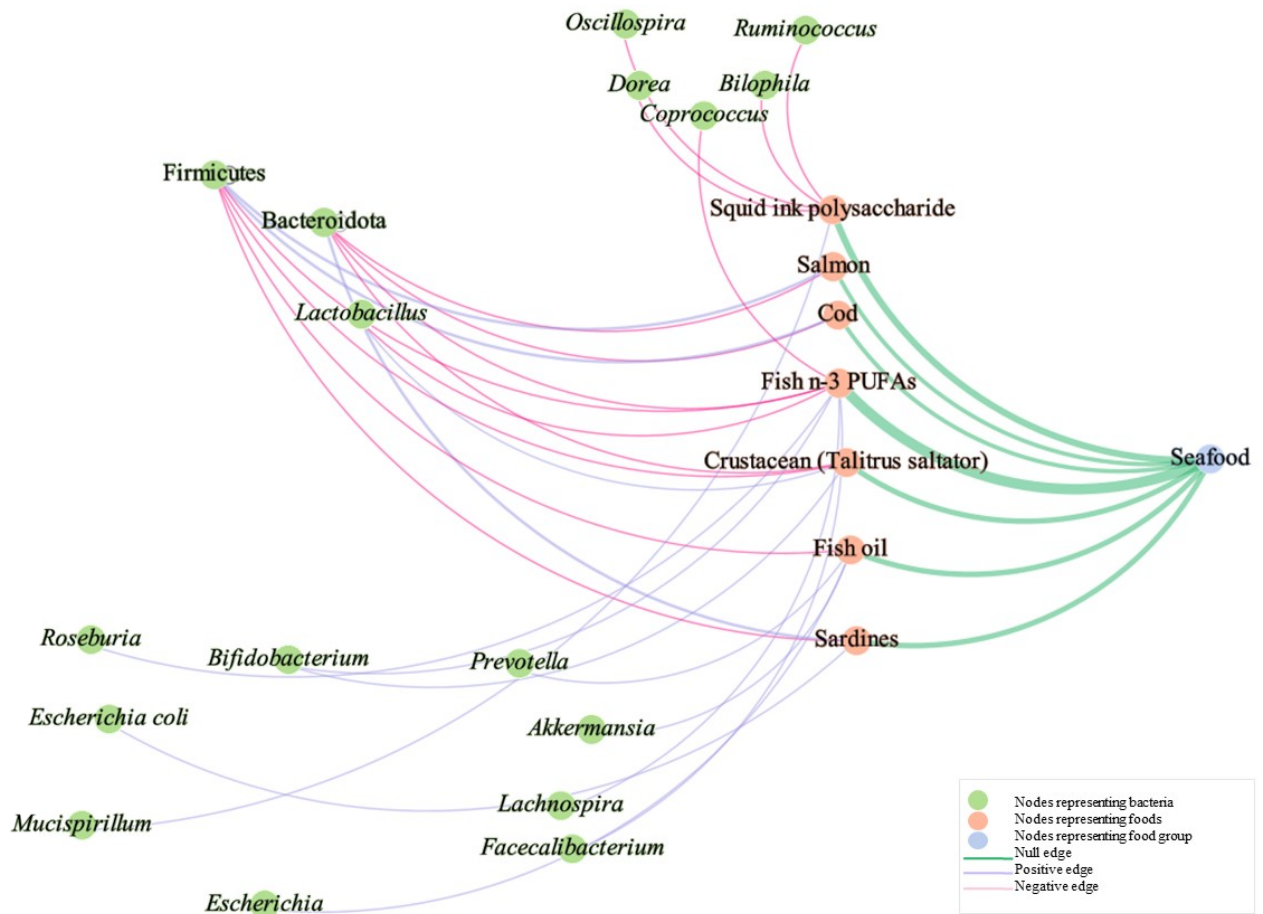 Oscillospira
Ruminococcus
Dorea
Bilophila
Coprococcus
Firmicutes
Bacteroidota
Squid ink polysaccharide
Salmon
Lactobacillus
Cod
Fish n-3 PUFAs
Crustacean (Talitrus saltator)
Seafood
Fish oil
Roseburia
Bifidobacterium
Prevotella
Sardines
Escherichia coli
Akkermansia
Lachnospira
Mucispirillum
Facecalibacterium
Escherichia
Nodes representing bacteria
Nodes representing foods
Nodes representing food group
Null edge
Positive edge
Negative edge